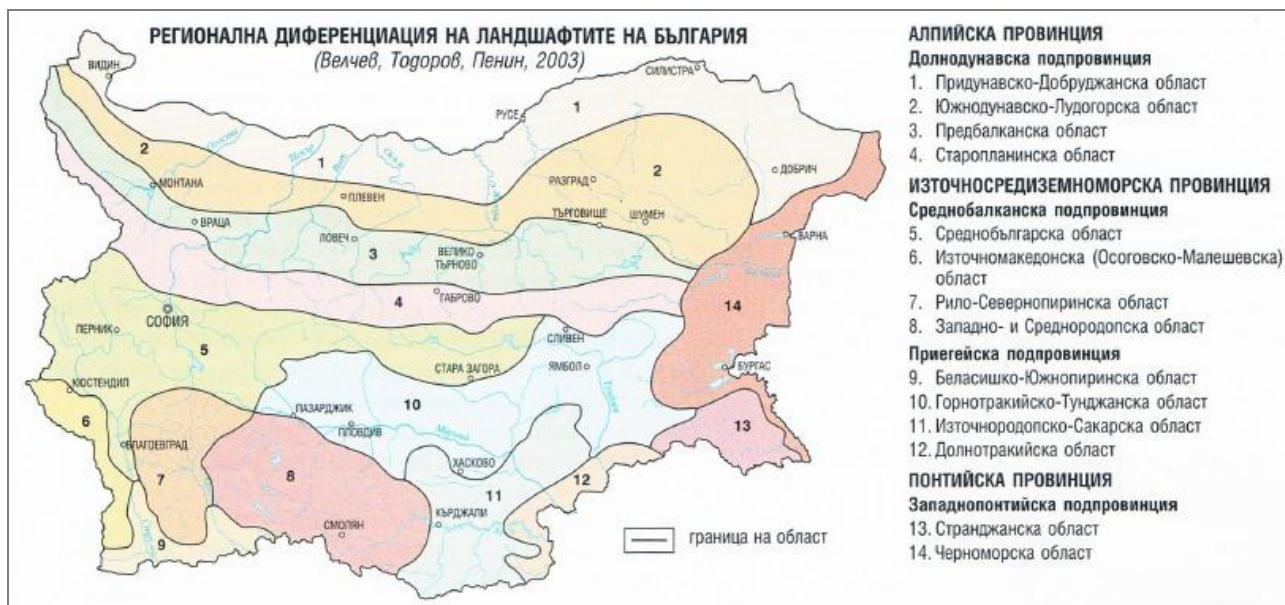 РЕГИОНАЛНА ДИФЕРЕНЦИАЦИЯ НА ЛАНДШАФТИТЕ НА БЪЛГАРИЯ
(Велчев, Тодоров, Пенин, 2003)
ВИДИН
СИЛИСТРА
РУСЕ
1
2
1
2
ДОБРИЧ
МОНТАНА
ПЛЕВЕН
РАЗГРАД
ТЪРГОВИЩЕ
ШУМЕН
ВРАЦА
ЛОВЕЧ
3
ВЕЛИКО
ТЪРНОВО
ВАРНА
4
ГАБРОВО
14
СОФИЯ
ПЕРНИК
5
СЛИВЕН
СТАРА ЗАГОРА
ЯМБОЛ
БУРГАС
КЮСТЕНДИЛ
6
ПАЗАРДЖИК
10
ПЛОВДИВ
Марица
13
БЛАГОЕВГРАД
7
8
ХАСКОВО
11
12
СМОЛЯН
КЪРДЖАЛИ
9
граница на област
АЛПИЙСКА ПРОВИНЦИЯ
Долнодунавска подпровинция
1. Придунавско-Добруджанска област
2. Южнодунавско-Лудогорска област
3. Предбалканска област
4. Старопланинска област
ИЗТОЧНОСРЕДИЗЕМНОМОРСКА ПРОВИНЦИЯ
Среднобалканска подпровинция
5. Среднобългарска област
6. Източномакедонска (Осоговско-Малешевска)
област
7. Рило-Севернопиринска област
8. Западно- и Среднородопска област
Приегейска подпровинция
9. Беласишко-Южнопиринска област
10. Горнотракийско-Тунджанска област
11. Източнородопско-Сакарска област
12. Долнотракийска област
ПОНТИЙСКА ПРОВИНЦИЯ
Западнопонтийска подпровинция
13. Странджанска област
14. Черноморска област